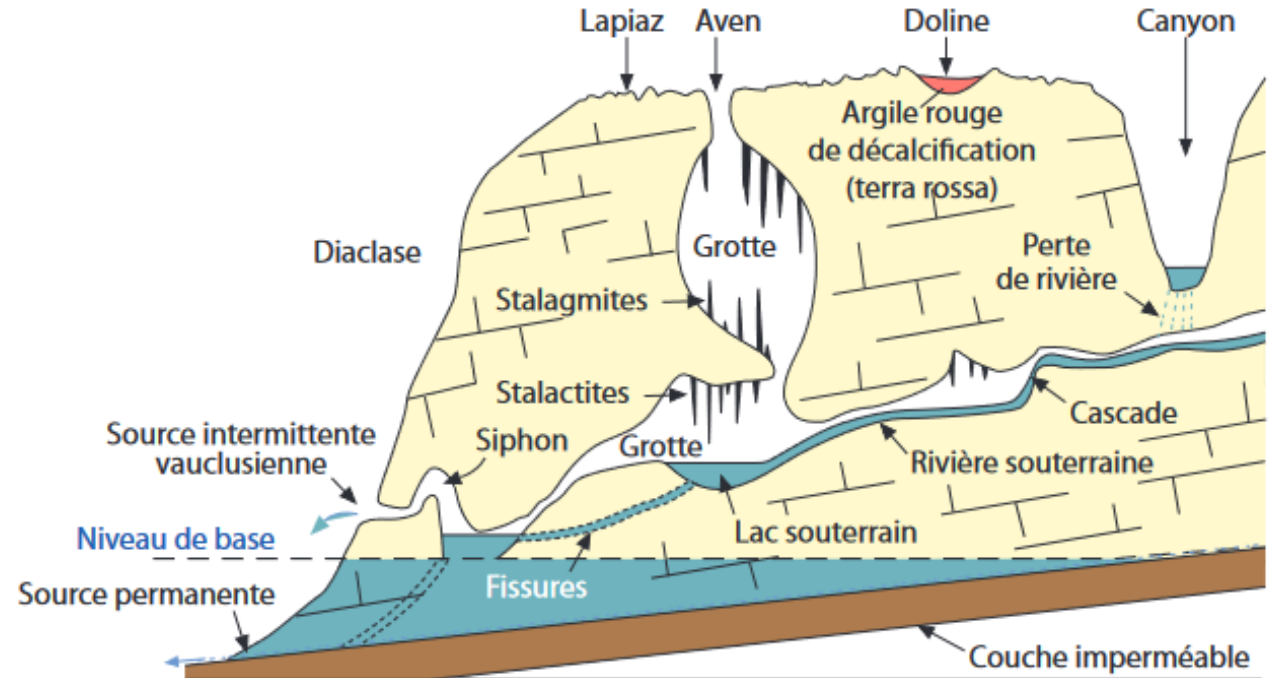 Lapiaz
Aven
Doline
Canyon
Argile rouge
de décalcification
(terra rossa)
Diaclase
Grotte
Perte
de rivière
Stalagmites
Stalactites
Cascade
Source intermittente
vauclusienne
Siphon
Grotte
Rivière souterraine
Lac souterrain
Niveau de base
Fissures
Source permanente
Couche imperméable